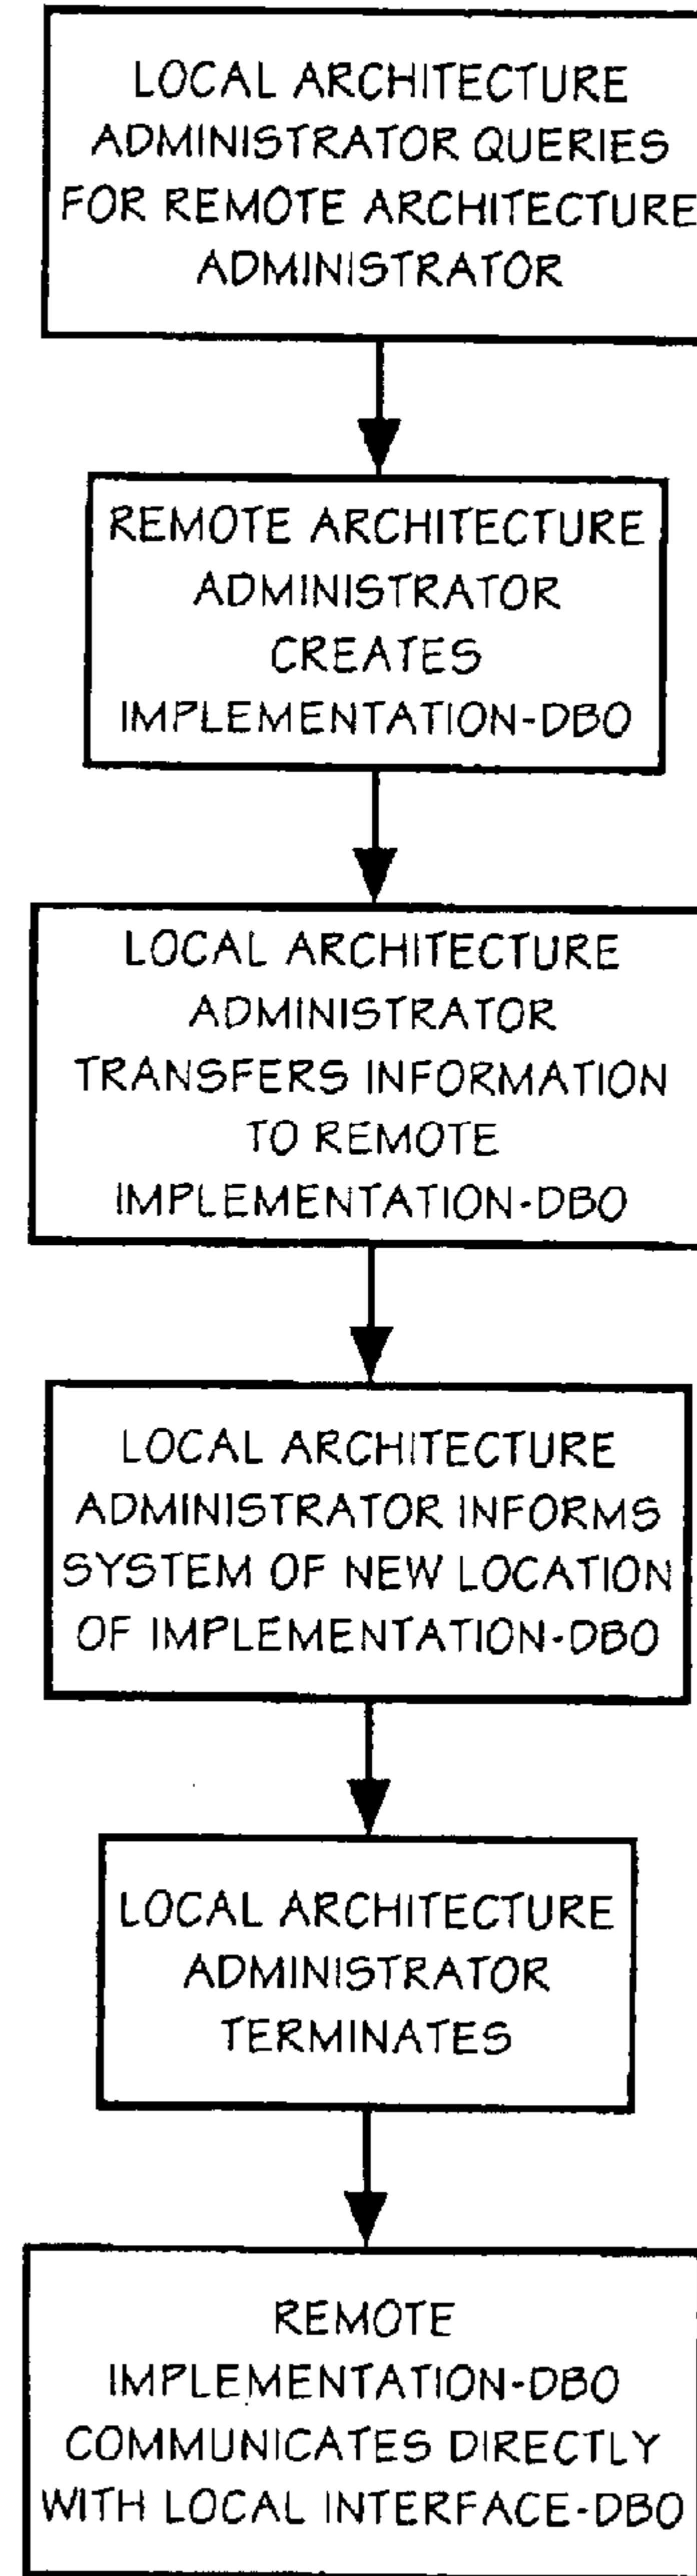 LOCAL ARCHITECTURE
ADMINISTRATOR QUERIES
FOR REMOTE ARCHITECTURE
ADMINISTRATOR
REMOTE ARCHITECTURE
ADMINISTRATOR
CREATES
IMPLEMENTATION-DBO
LOCAL ARCHITECTURE
ADMINISTRATOR
TRANSFERS INFORMATION
TO REMOTE
IMPLEMENTATION-DBO
LOCAL ARCHITECTURE
ADMINISTRATOR INFORMS
SYSTEM OF NEW LOCATION
OF IMPLEMENTATION-DBO
LOCAL ARCHITECTURE
ADMINISTRATOR
TERMINATES
REMOTE
IMPLEMENTATION-DBO
COMMUNICATES DIRECTLY
WITH LOCAL INTERFACE-DBO